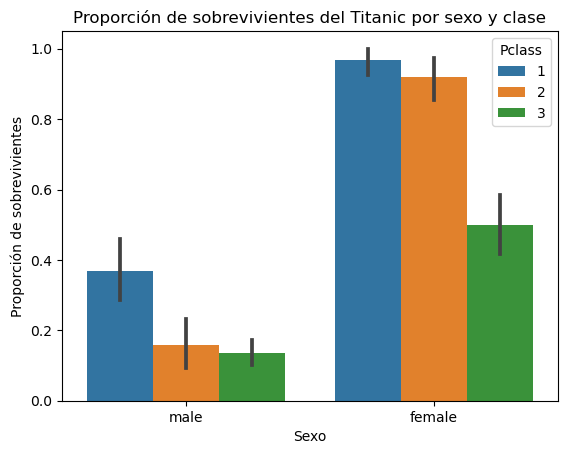 Proporción de sobrevivientes del Titanic por sexo y clase
Proporción de sobrevivientes
1.0
0.8
0.6
0.4
0.2
0.0
Pclass
1
2
3
male
female
Sexo